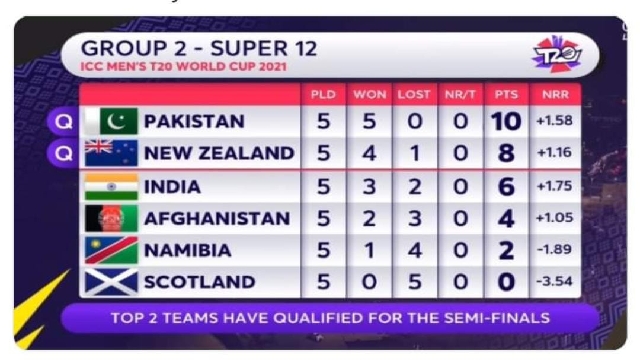 GROUP 2 - SUPER 12
ICC MEN'S T20 WORLD CUP 2021
T20
PLD WON LOST NR/T PTS NRR
Q PAKISTAN 5 5 0 0 10 +1.58
Q NEW ZEALAND 5 4 1 0 8 +1.16
INDIA 5 3 2 0 6 +1.75
AFGHANISTAN 5 2 3 0 4 +1.05
NAMIBIA 5 1 4 0 2 -1.89
SCOTLAND 5 0 5 0 0 -3.54
TOP 2 TEAMS HAVE QUALIFIED FOR THE SEMI-FINALS